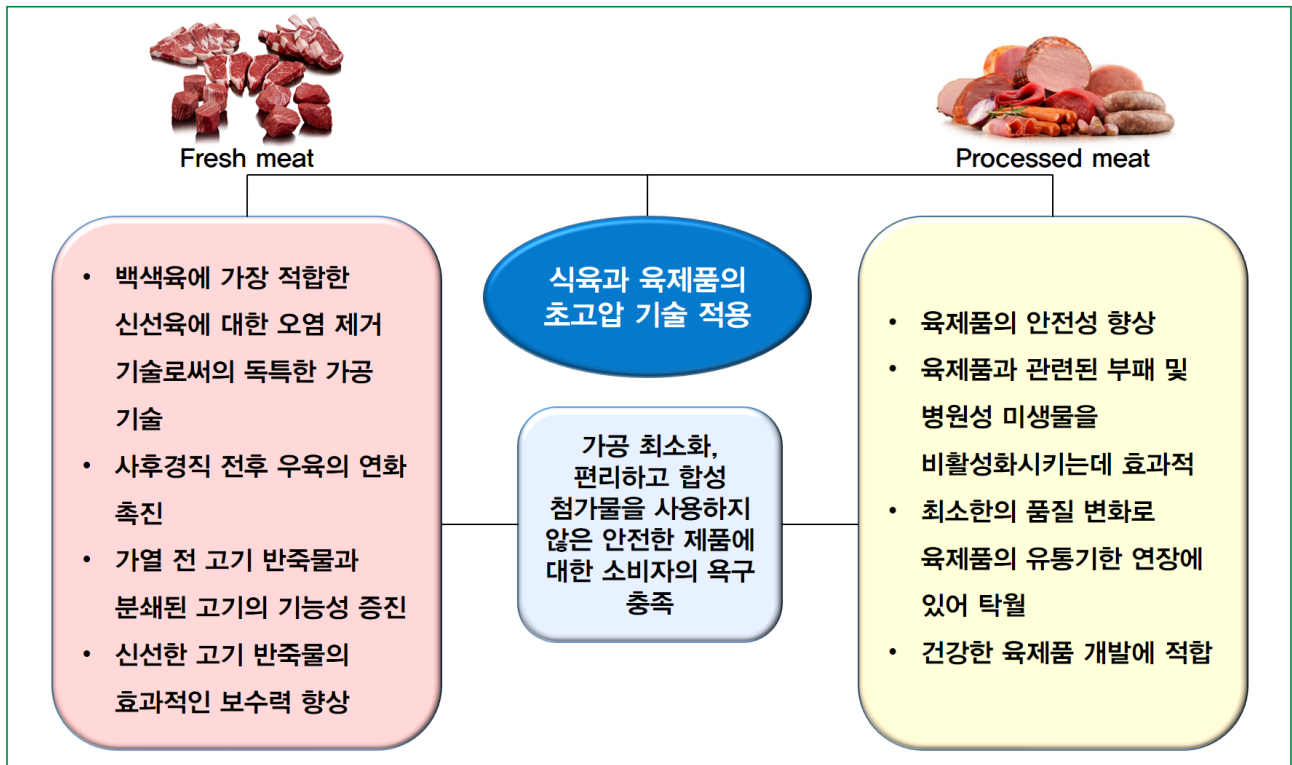 Fresh meat
Processed meat
식육과 육제품의
초고압 기술 적용
• 백색육에 가장 적합한
신선육에 대한 오염 제거
기술로써의 독특한 가공
기술
• 사후경직 전후 우육의 연화
촉진
• 가열 전 고기 반죽물과
분쇄된 고기의 기능성 증진
• 신선한 고기 반죽물의
효과적인 보수력 향상
가공 최소화,
편리하고 합성
첨가물을 사용하지
않은 안전한 제품에
대한 소비자의 욕구
충족
• 육제품의 안전성 향상
• 육제품과 관련된 부패 및
병원성 미생물을
비활성화시키는데 효과적
• 최소한의 품질 변화로
육제품의 유통기한 연장에
있어 탁월
• 건강한 육제품 개발에 적합